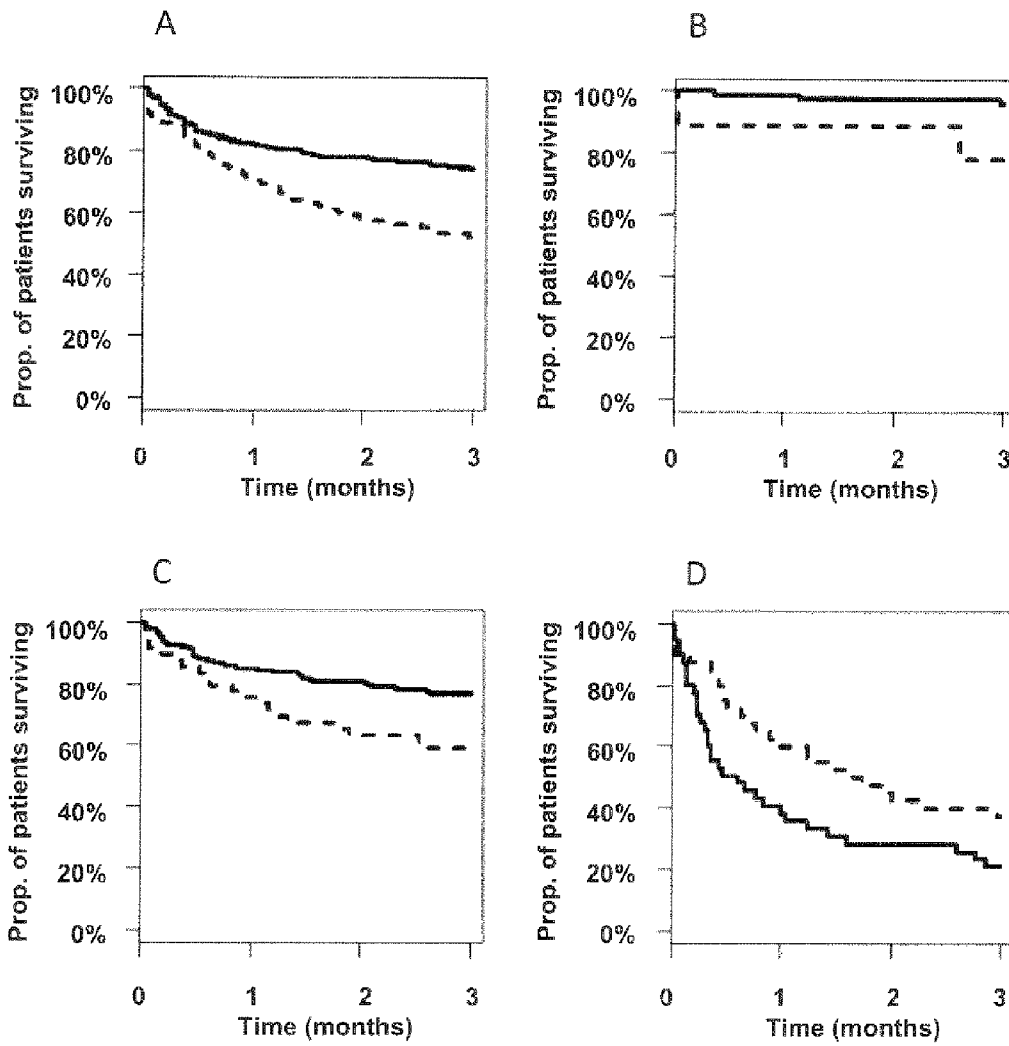 A
Prop. of patients surviving
100%
80%
60%
40%
20%
0%
0 1 2 3
Time (months)
B
Prop. of patients surviving
100%
80%
60%
40%
20%
0%
0 1 2 3
Time (months)
C
Prop. of patients surviving
100%
80%
60%
40%
20%
0%
0 1 2 3
Time (months)
D
Prop. of patients surviving
100%
80%
60%
40%
20%
0%
0 1 2 3
Time (months)